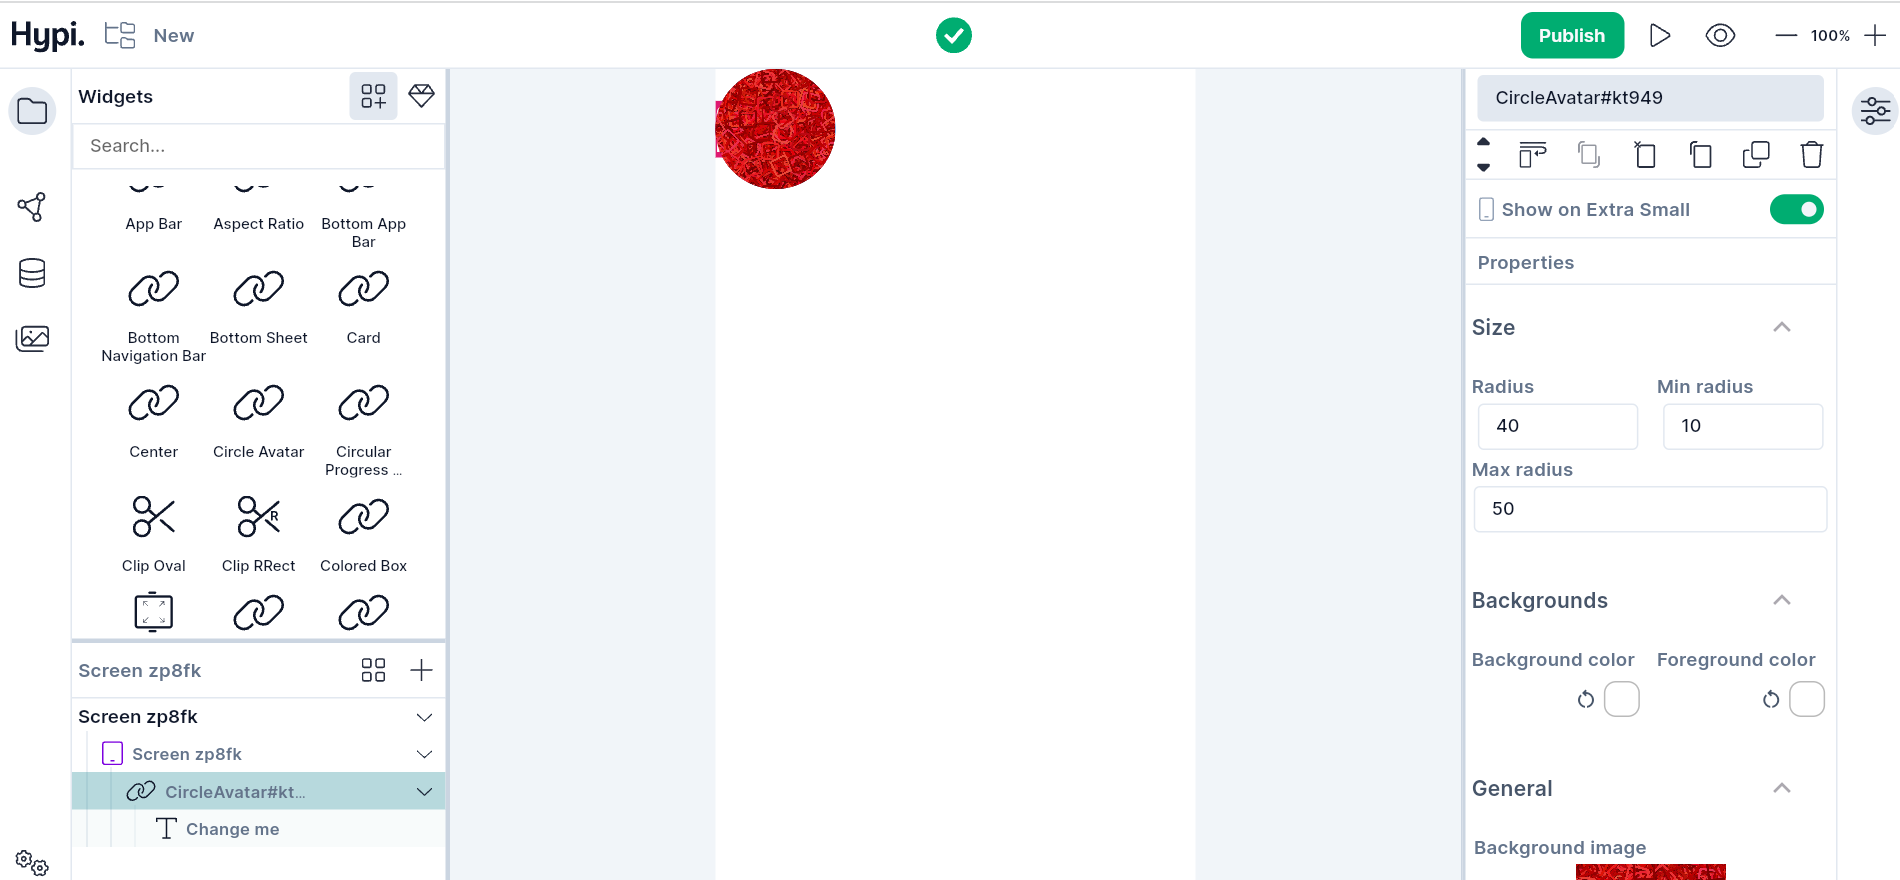 Hypi.
New
Publish
100%
Widgets
Search...
App Bar
Aspect Ratio
Bottom App
Bar
Bottom
Navigation Bar
Bottom Sheet
Card
Center
Circle Avatar
Circular
Progress ...
Clip Oval
R
Clip RRect
Colored Box
Screen zp8fk
Screen zp8fk
Screen zp8fk
CircleAvatar#kt...
Change me
CircleAvatar#kt949
Show on Extra Small
Properties
Size
Radius
Min radius
40
10
Max radius
50
Backgrounds
Background color
Foreground color
General
Background image